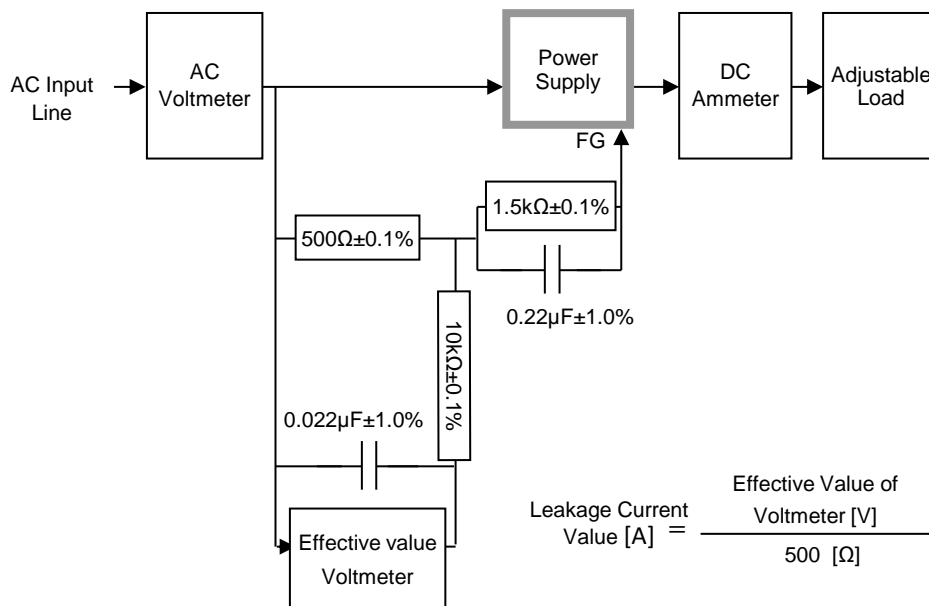 AC Input
Line
AC
Voltmeter
Power
Supply
DC
Ammeter
Adjustable
Load
FG
1.5kΩ±0.1%
500Ω±0.1%
0.22µF±1.0%
10kΩ±0.1%
0.022µF±1.0%
Effective value
Voltmeter
Leakage Current
Value [A]
=
Effective Value of
Voltmeter [V]
500 [Ω]